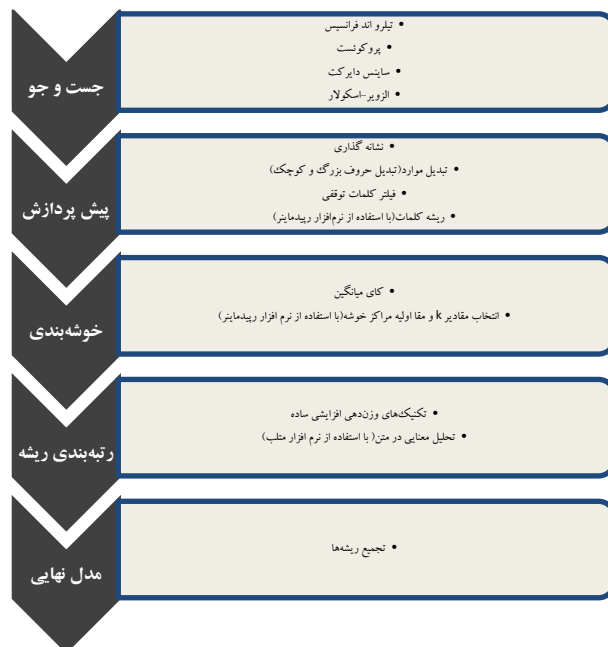 جست و جو
• تیلرو اند فرانسیس
• پروکوئست
• ساینس دایرکت
• الزویر-اسکولار
پیش پردازش
• نشانه گذاری
• تبدیل موارد(تبدیل حروف بزرگ و کوچک)
• فیلتر کلمات توقفی
• ریشه کلمات(با استفاده از نرم‌افزار رپیدماینر)
خوشه‌بندی
• کای میانگین
• انتخاب مقادیر k و مقا اولیه مراکز خوشه(با استفاده از نرم افزار رپیدماینر)
رتبه‌بندی ریشه
• تکنیک‌های وزن‌دهی افزایشی ساده
• تحلیل معنایی در متن( با استفاده از نرم افزار متلب)
مدل نهایی
• تجمیع ریشه‌ها